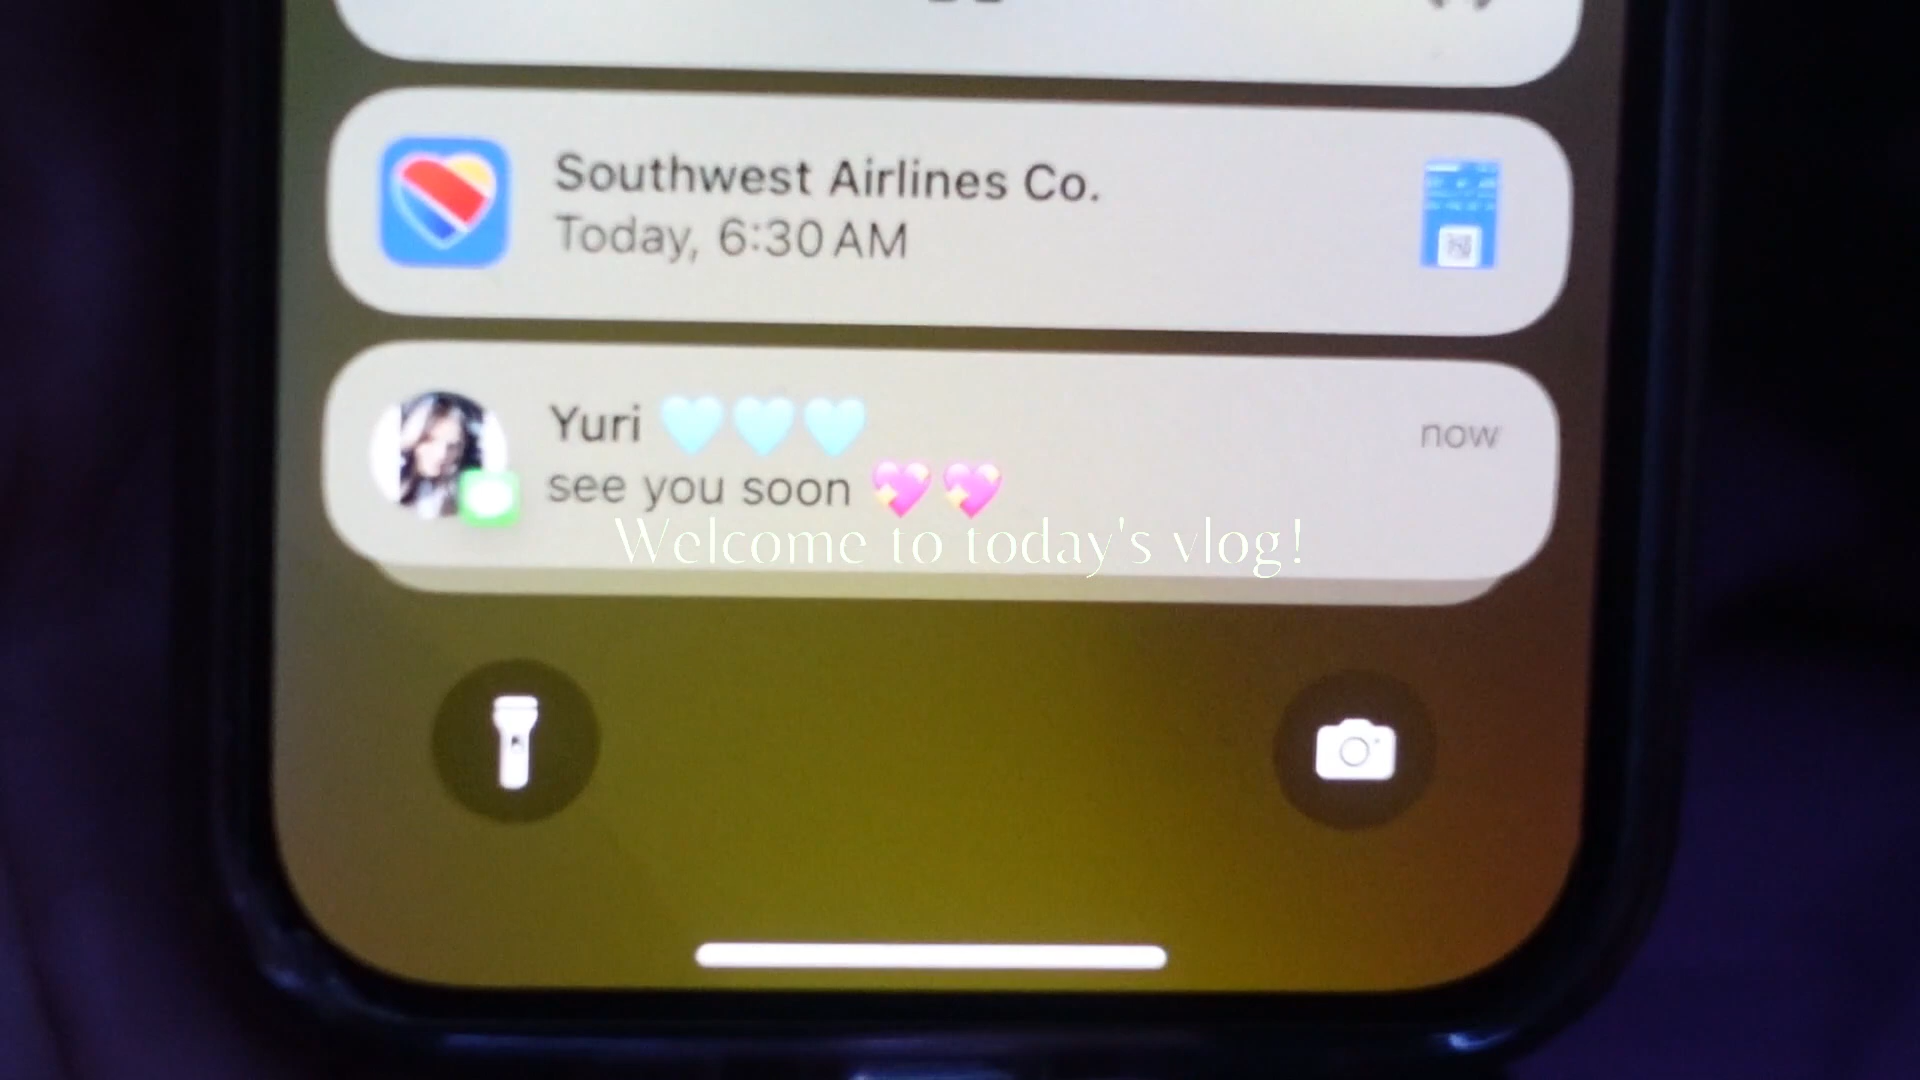 Southwest Airlines Co.
Today, 6:30 AM
Yuri 🩵🩵🩵
now
see you soon 💖💖
Welcome to today's vlog!